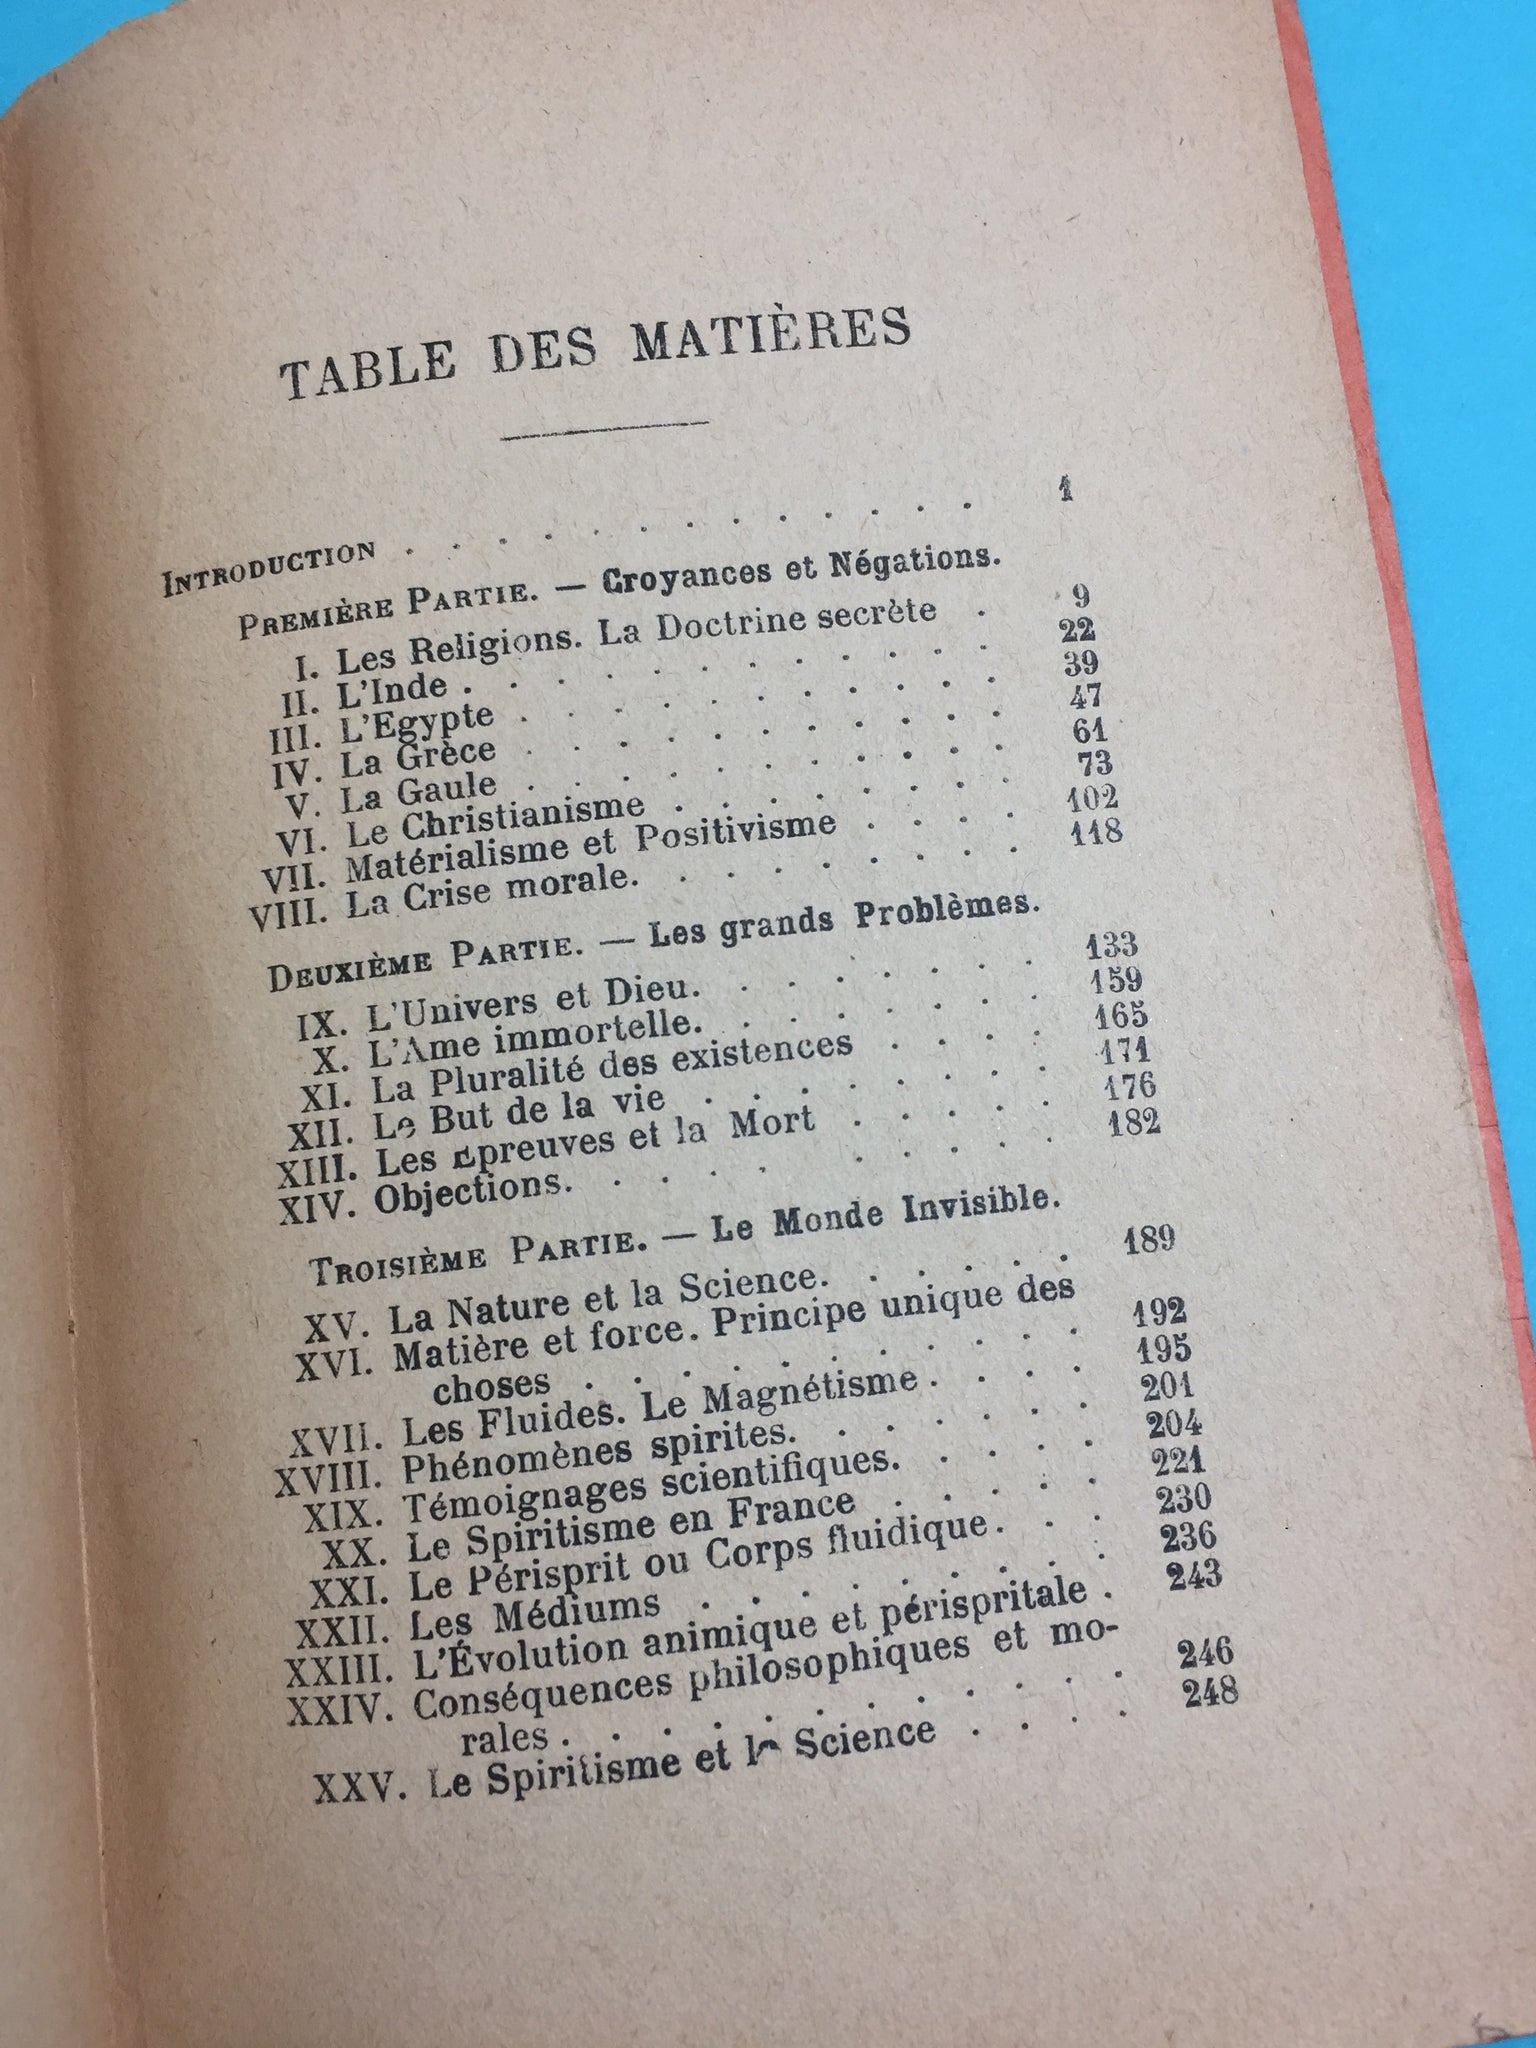 TABLE DES MATIÈRES
INTRODUCTION . . . . . . . . . . . . . 1
PREMIÈRE PARTIE. — Croyances et Négations.
I. Les Religions. La Doctrine secrète . 9
II. L'Inde . . . . . . . . . . . . 22
III. L'Egypte . . . . . . . . . . . 39
IV. La Grèce . . . . . . . . . . . 47
V. La Gaule . . . . . . . . . . . 61
VI. Le Christianisme . . . . . . . . 73
VII. Matérialisme et Positivisme . . . . 102
VIII. La Crise morale. . . . . . . . . 118
DEUXIÈME PARTIE. — Les grands Problèmes.
IX. L'Univers et Dieu. . . . . . . . 133
X. L'Ame immortelle. . . . . . . . 159
XI. La Pluralité des existences . . . . 165
XII. Le But de la vie . . . . . . . . 171
XIII. Les Epreuves et la Mort . . . . . 176
XIV. Objections. . . . . . . . . . 182
TROISIÈME PARTIE. — Le Monde Invisible.
XV. La Nature et la Science. . . . . . 189
XVI. Matière et force. Principe unique des
choses . . . . . . . . . . . 192
XVII. Les Fluides. Le Magnétisme . . . . 195
XVIII. Phénomènes spirites. . . . . . . 201
XIX. Témoignages scientifiques. . . . . 204
XX. Le Spiritisme en France . . . . . 221
XXI. Le Périsprit ou Corps fluidique. . . . 230
XXII. Les Médiums . . . . . . . . . 236
XXIII. L'Évolution animique et périspritale . 243
XXIV. Conséquences philosophiques et mo-
rales . . . . . . . . . . . . 246
XXV. Le Spiritisme et la Science . . . . 248